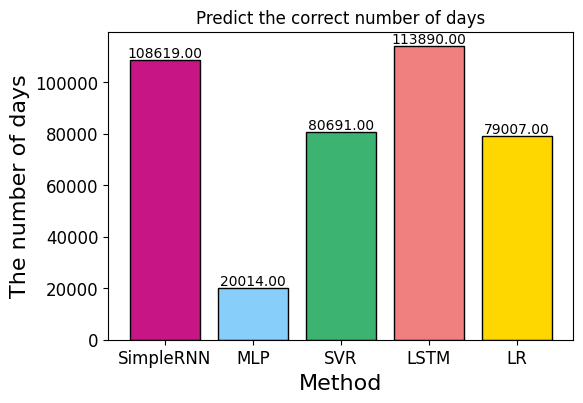 Predict the correct number of days
113890.00
108619.00
80691.00
79007.00
20014.00
The number of days
100000
80000
60000
40000
20000
0
SimpleRNN MLP SVR LSTM LR
Method